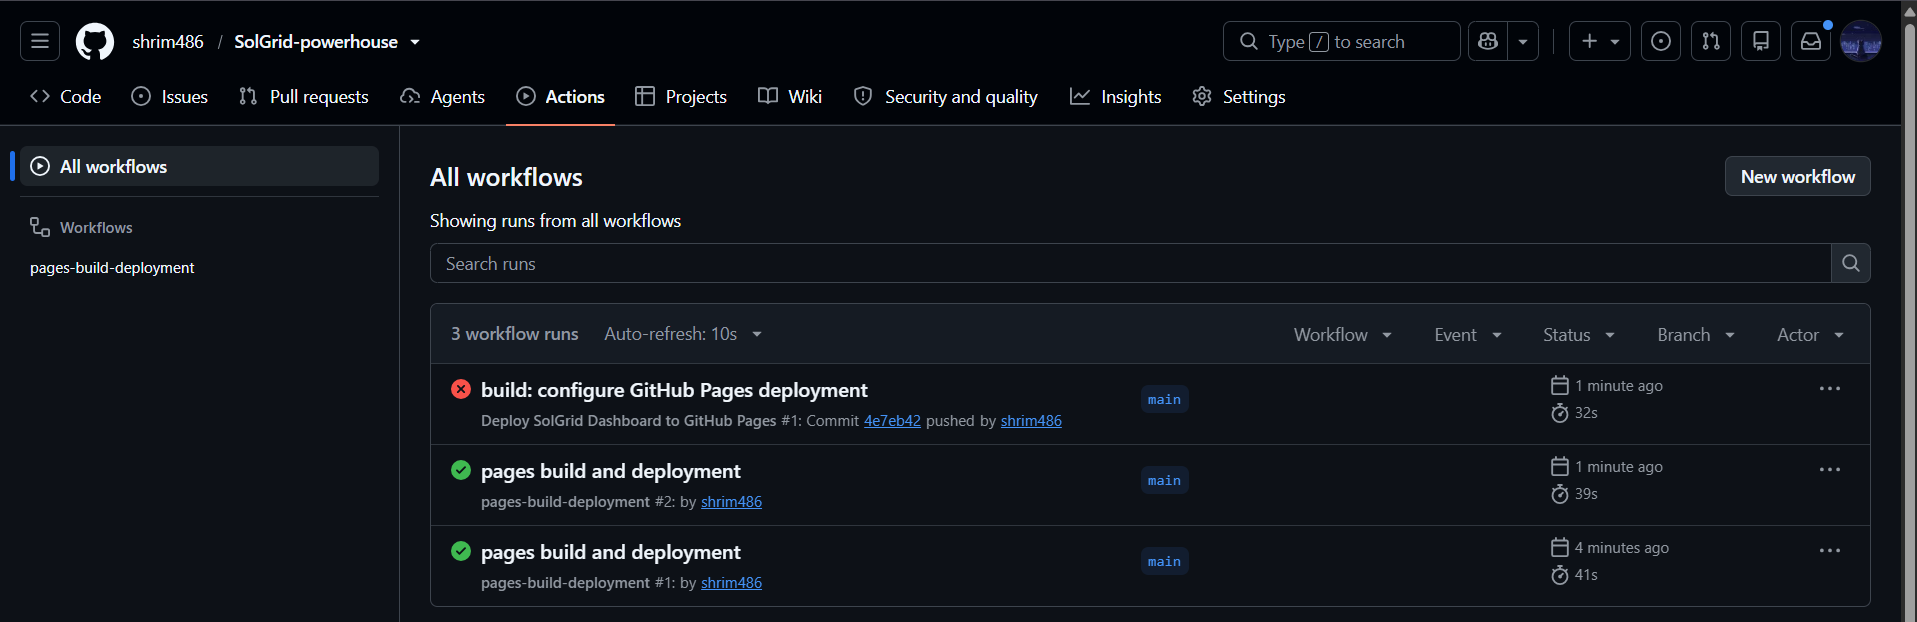 shrim486 / SolGrid-powerhouse
Type / to search
Code Issues Pull requests Agents Actions Projects Wiki Security and quality Insights Settings
All workflows
Workflows
pages-build-deployment
All workflows
New workflow
Showing runs from all workflows
Search runs
3 workflow runs Auto-refresh: 10s Workflow Event Status Branch Actor
build: configure GitHub Pages deployment
Deploy SolGrid Dashboard to GitHub Pages #1: Commit 4e7eb42 pushed by shrim486
main
1 minute ago
32s
pages build and deployment
pages-build-deployment #2: by shrim486
main
1 minute ago
39s
pages build and deployment
pages-build-deployment #1: by shrim486
main
4 minutes ago
41s